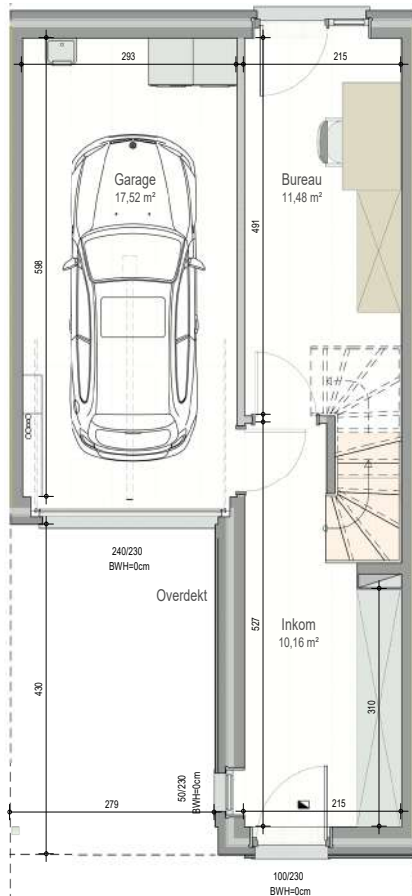 293
215
Garage
17,52 m²
Bureau
11,48 m²
491
598
240/230
BWH=0cm
Overdekt
Inkom
10,16 m²
527
310
430
50/230
BWH=0cm
279
215
100/230
BWH=0cm